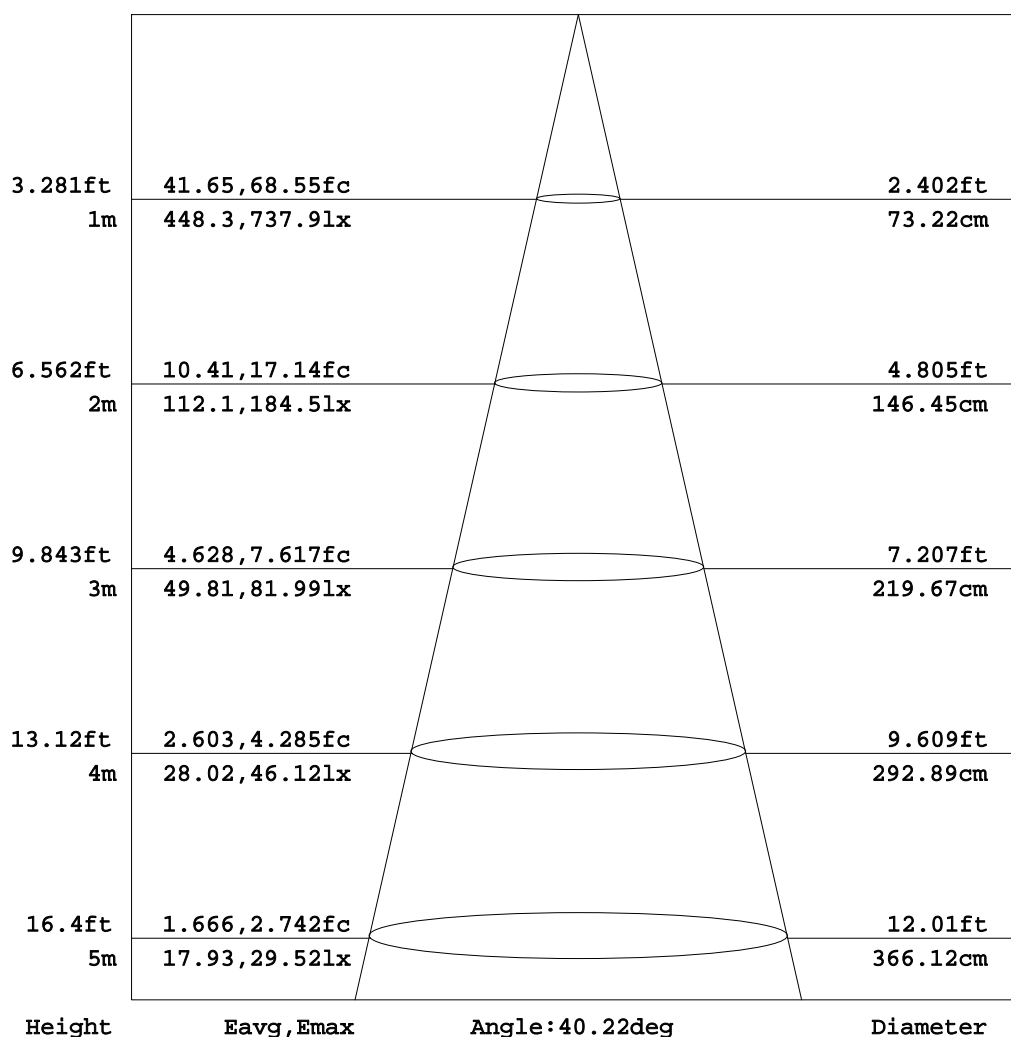 3.281ft 41.65,68.55fc 2.402ft
1m 448.3,737.9lx 73.22cm
6.562ft 10.41,17.14fc 4.805ft
2m 112.1,184.5lx 146.45cm
9.843ft 4.628,7.617fc 7.207ft
3m 49.81,81.99lx 219.67cm
13.12ft 2.603,4.285fc 9.609ft
4m 28.02,46.12lx 292.89cm
16.4ft 1.666,2.742fc 12.01ft
5m 17.93,29.52lx 366.12cm
Height Eavg,Emax Angle:40.22deg Diameter